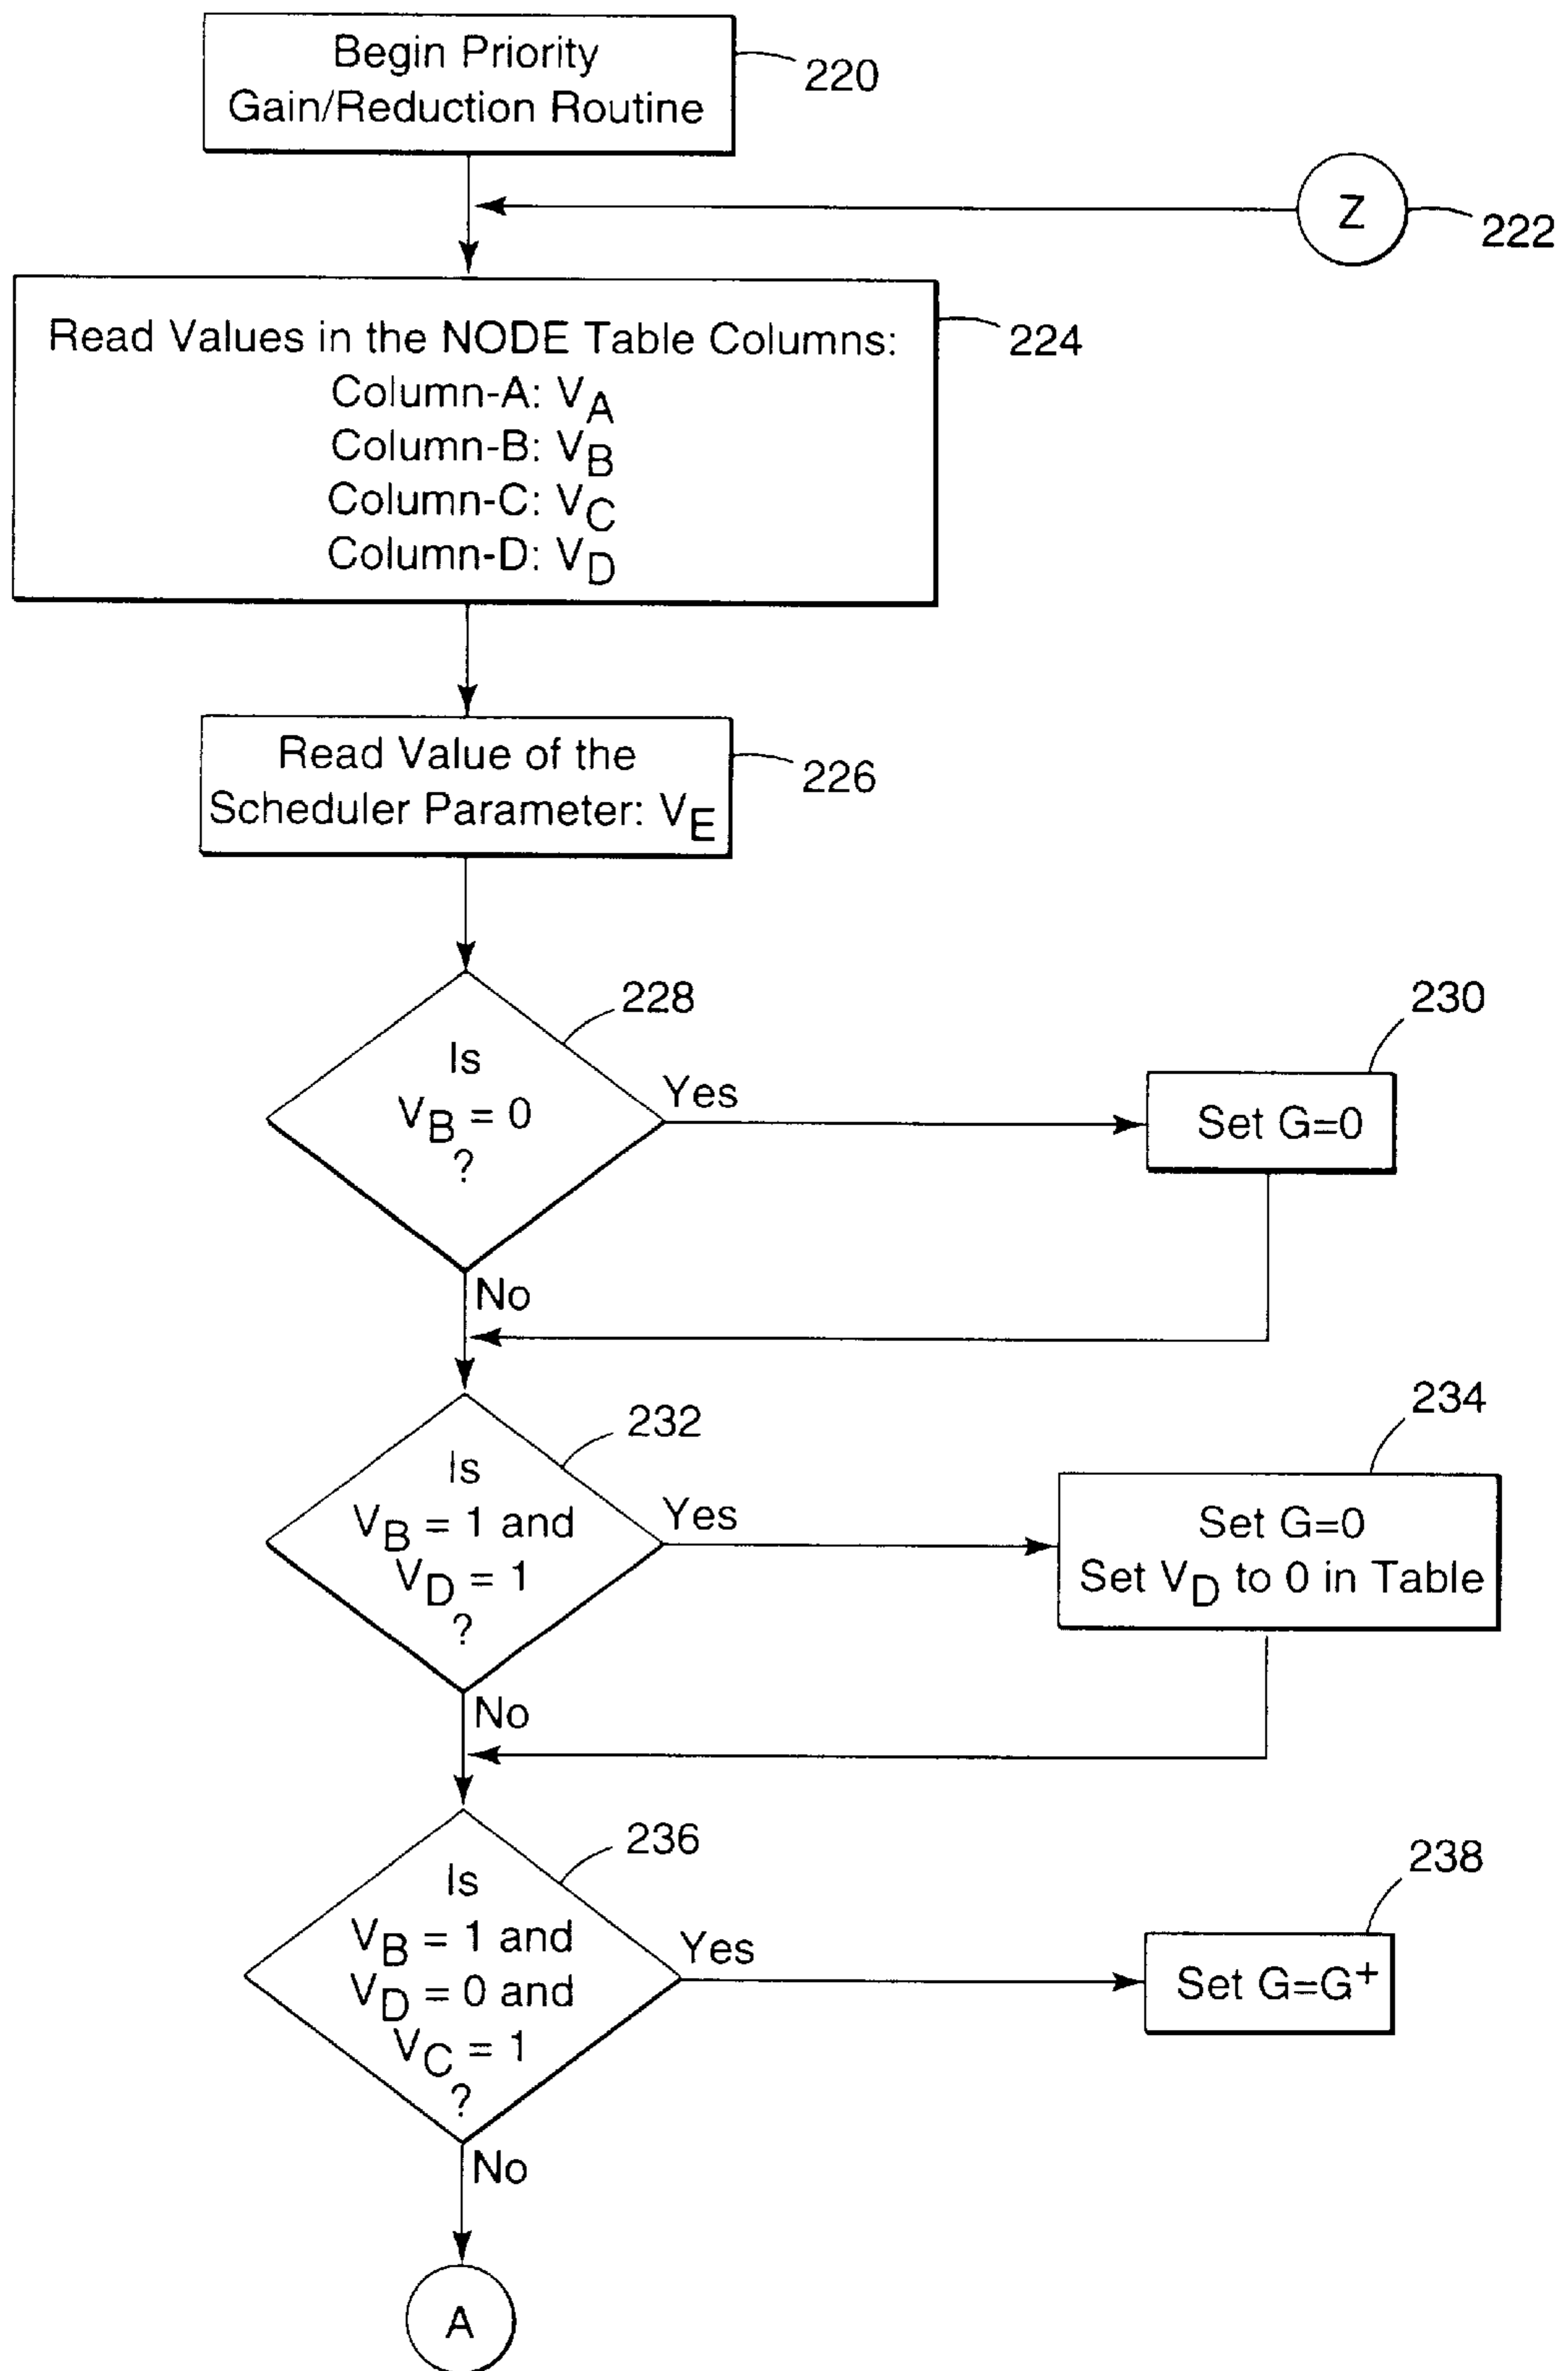 Begin Priority
Gain/Reduction Routine
220
Z
222
Read Values in the NODE Table Columns:
Column-A: VA
Column-B: VB
Column-C: VC
Column-D: VD
224
Read Value of the
Scheduler Parameter: VE
226
228
Is
VB = 0
?
Yes
230
Set G=0
No
232
Is
VB = 1 and
VD = 1
?
Yes
234
Set G=0
Set VD to 0 in Table
No
236
Is
VB = 1 and
VD = 0 and
VC = 1
?
Yes
238
Set G=G+
No
A